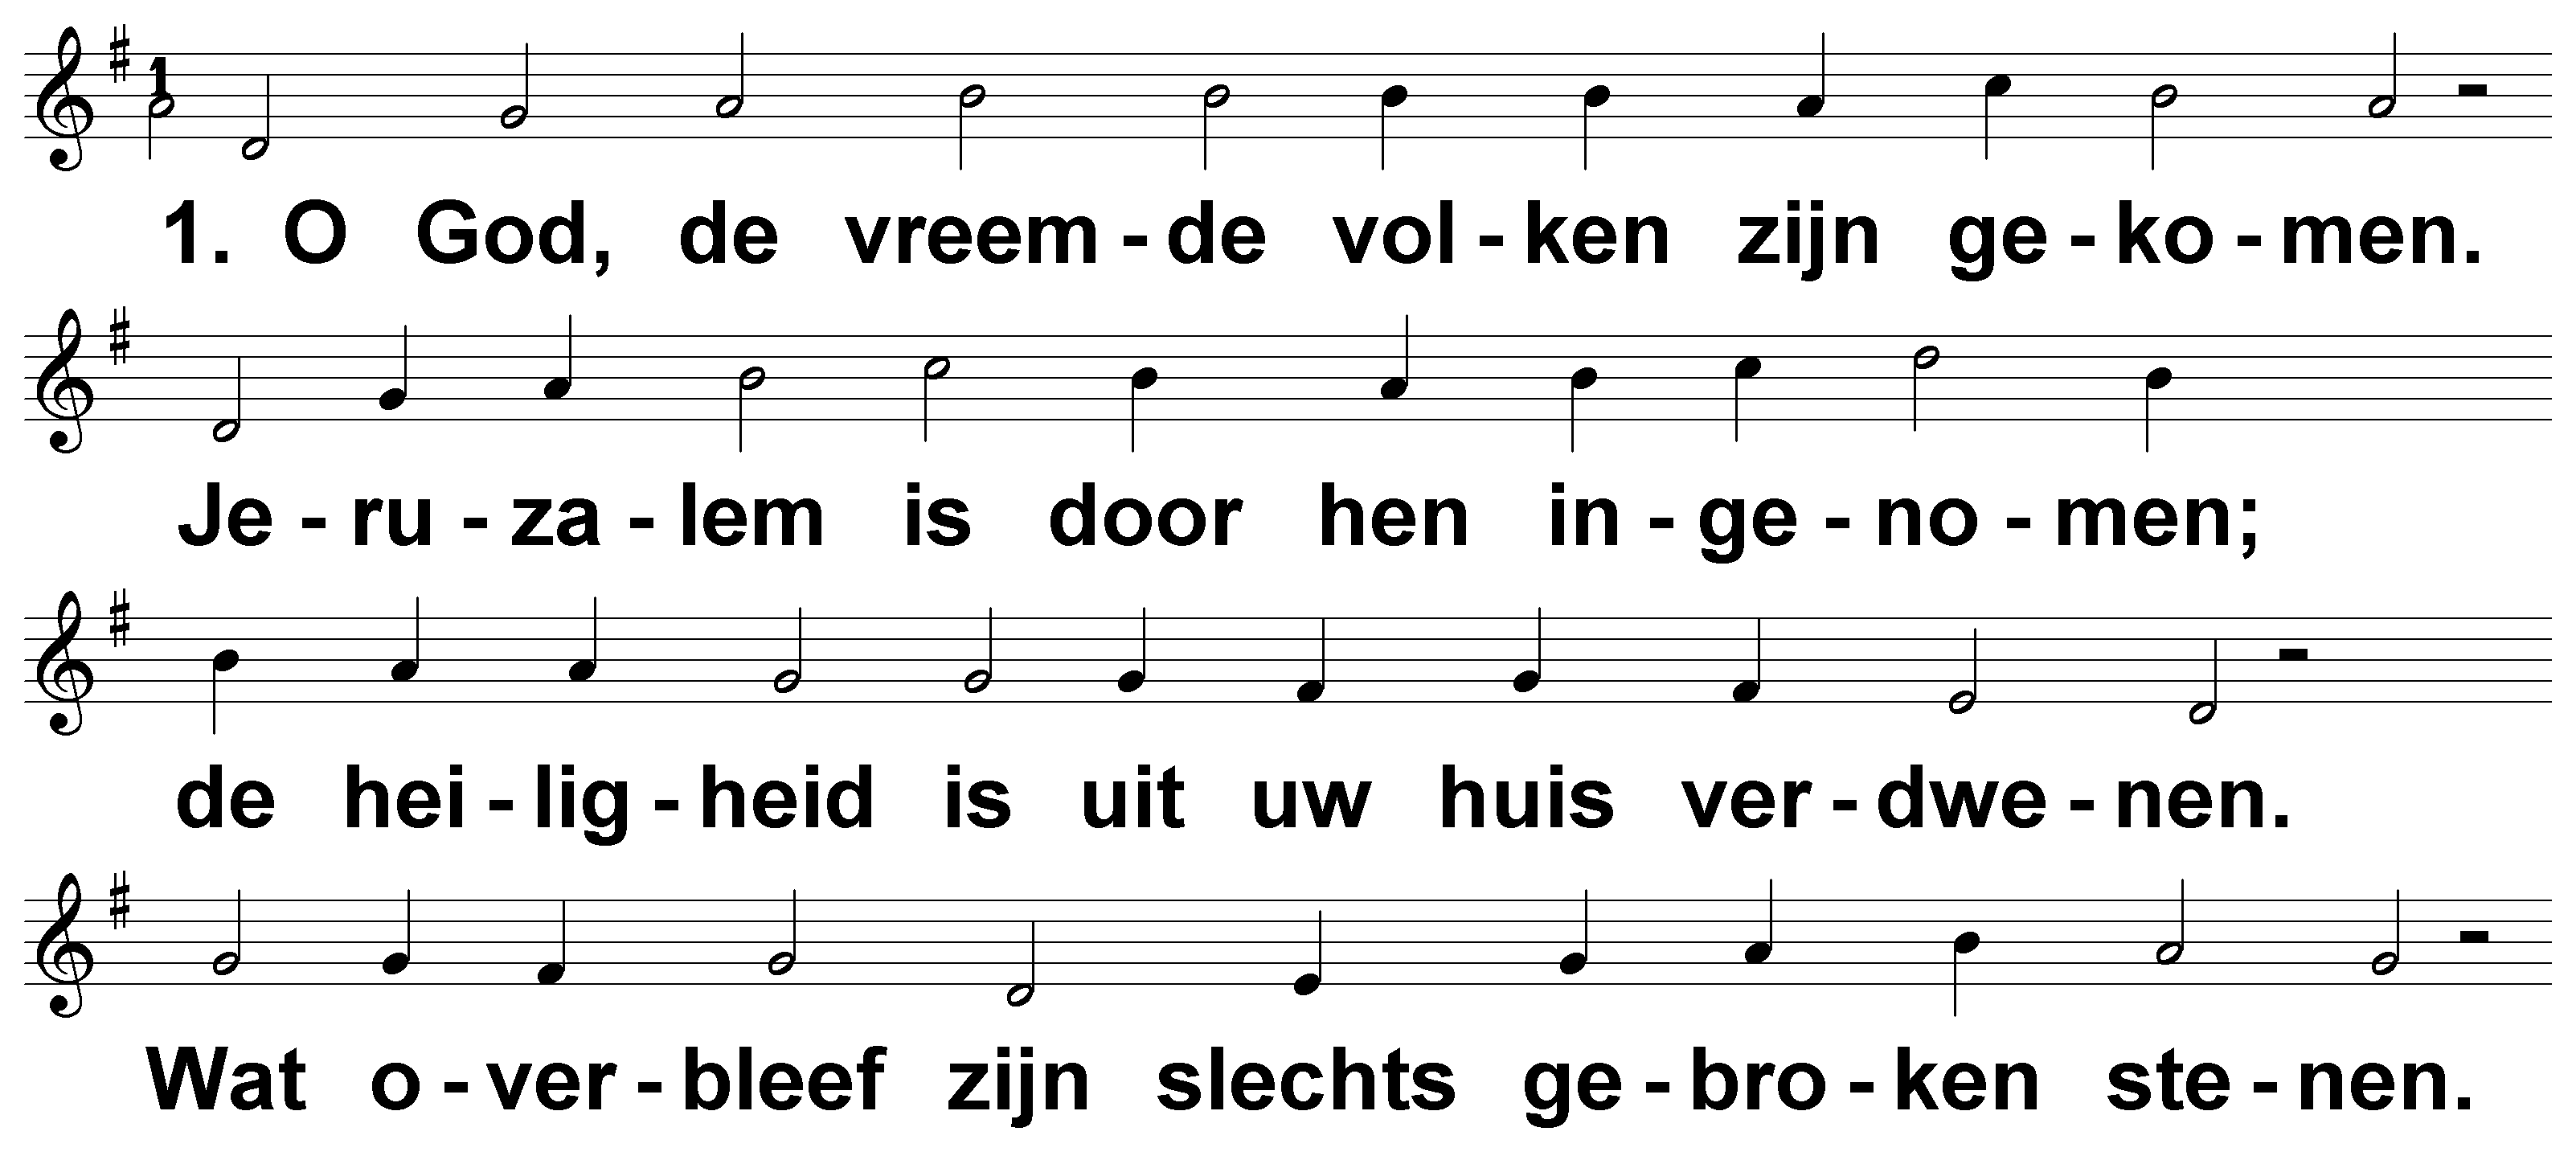 1
1. O God, de vreem - de vol - ken zijn ge - ko - men.
Je - ru - za - lem is door hen in - ge - no - men;
de hei - lig - heid is uit uw huis ver - dwe - nen.
Wat o - ver - bleef zijn slechts ge - bro - ken ste - nen.